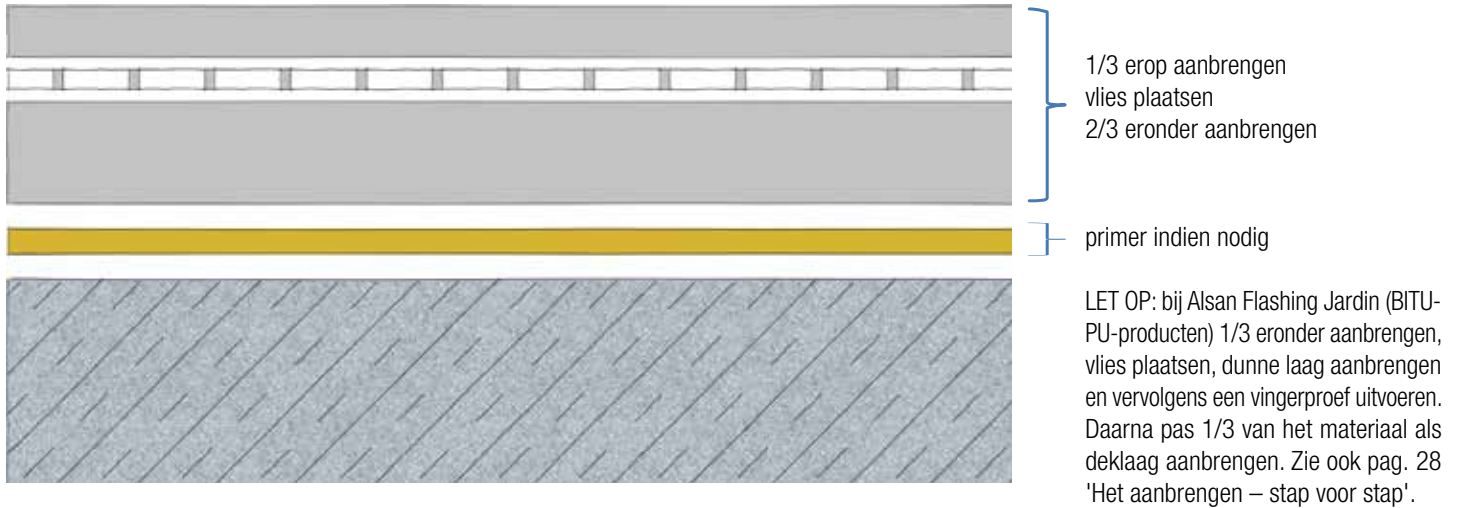 1/3 erop aanbrengen
vlies plaatsen
2/3 eronder aanbrengen
primer indien nodig
LET OP: bij Alsan Flashing Jardin (BITU-
PU-producten) 1/3 eronder aanbrengen,
vlies plaatsen, dunne laag aanbrengen
en vervolgens een vingerproef uitvoeren.
Daarna pas 1/3 van het materiaal als
deklaag aanbrengen. Zie ook pag. 28
'Het aanbrengen – stap voor stap'.